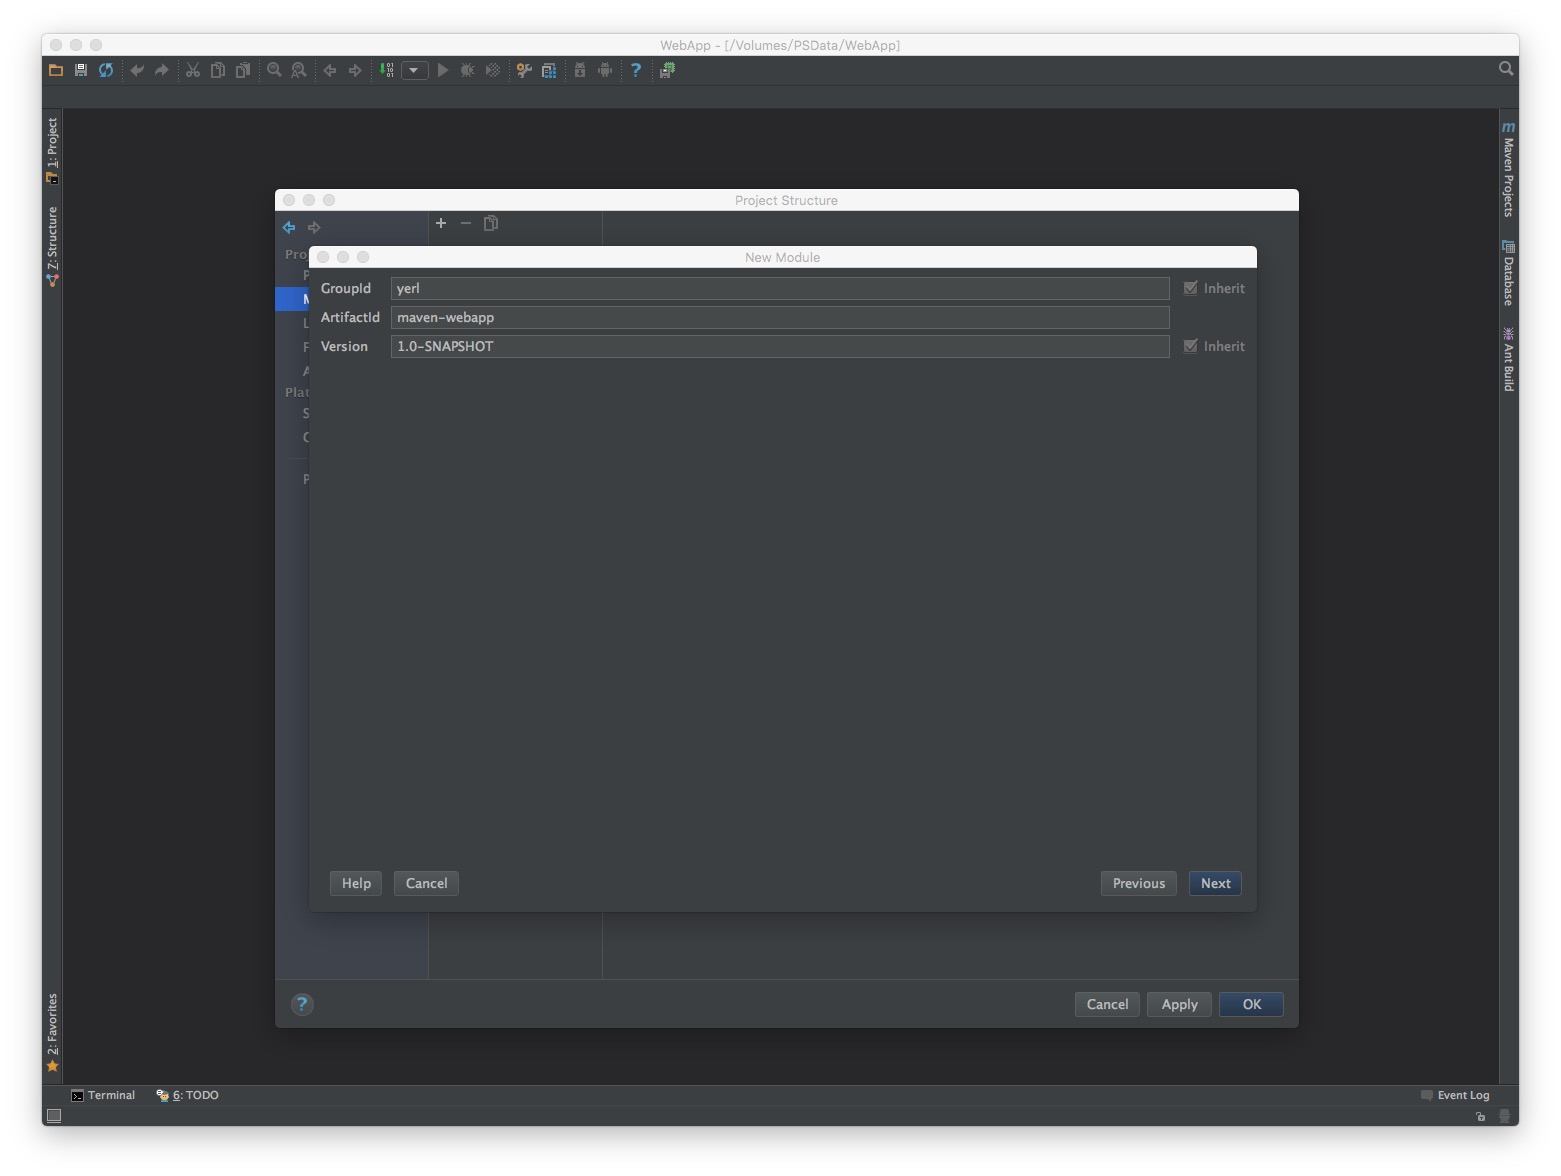 WebApp - [/Volumes/PSData/WebApp]
1: Project
Z: Structure
2: Favorites
Project Structure
Pro
P
M
L
F
A
Plat
S
P
New Module
GroupId yerl Inherit
ArtifactId maven-webapp
Version 1.0-SNAPSHOT Inherit
Help Cancel Previous Next
? Cancel Apply OK
m Maven Projects
Database
Ant Build
Terminal 6: TODO Event Log